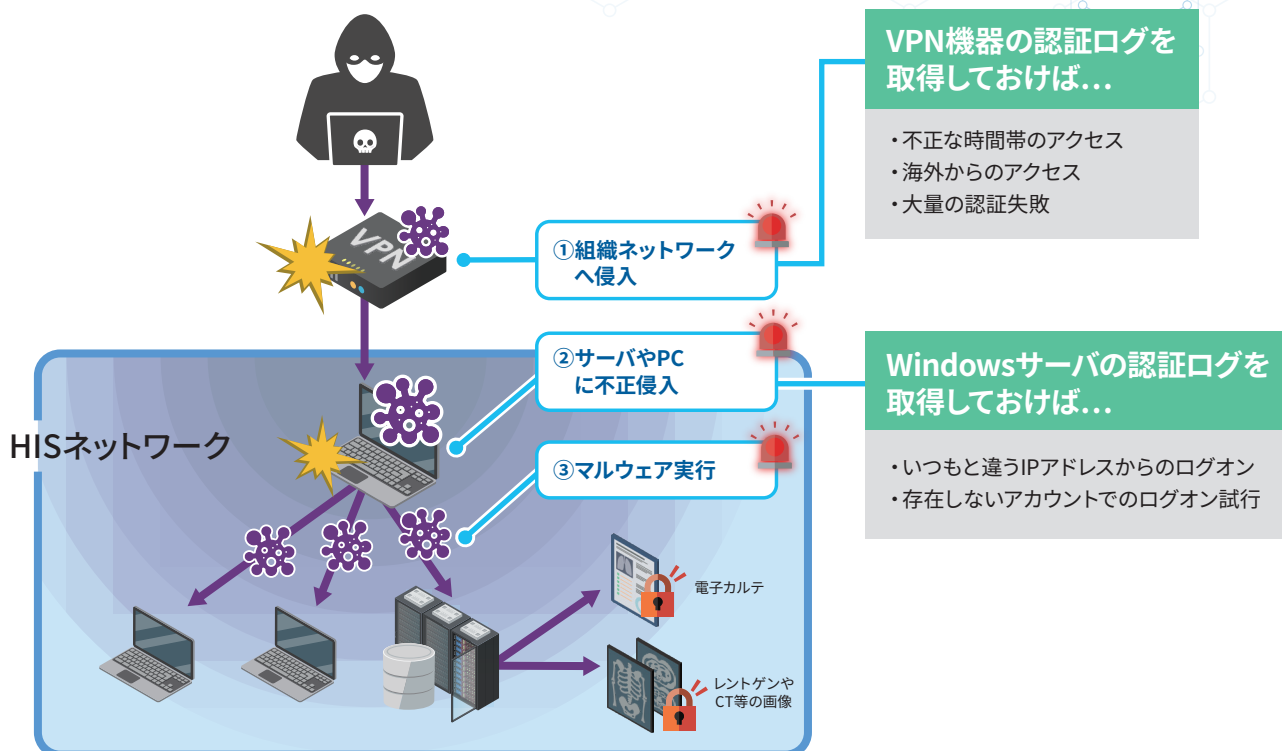 VPN機器の認証ログを
取得しておけば…
・不正な時間帯のアクセス
・海外からのアクセス
・大量の認証失敗
VPN
①組織ネットワーク
へ侵入
②サーバやPC
に不正侵入
Windowsサーバの認証ログを
取得しておけば…
・いつもと違うIPアドレスからのログオン
・存在しないアカウントでのログオン試行
HISネットワーク
③マルウェア実行
電子カルテ
レントゲンや
CT等の画像